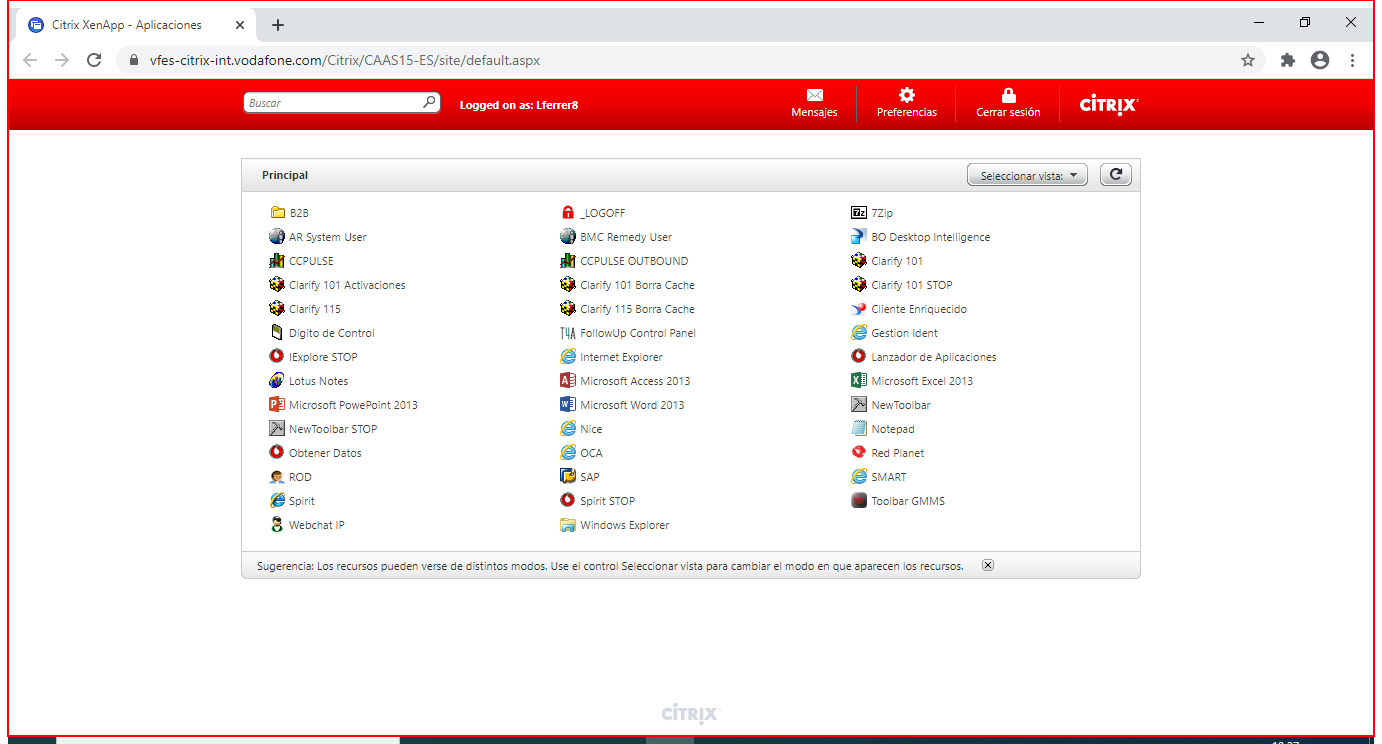 Citrix XenApp - Aplicaciones
vfes-citrix-int.vodafone.com/Citrix/CAAS15-ES/site/default.aspx
Buscar
Logged on as: Lferrer8
Mensajes
Preferencias
Cerrar sesión
CITRIX
Principal
Seleccionar vista:
B2B
_LOGOFF
7Zip
AR System User
BMC Remedy User
BO Desktop Intelligence
CCPULSE
CCPULSE OUTBOUND
Clarify 101
Clarify 101 Activaciones
Clarify 101 Borra Cache
Clarify 101 STOP
Clarify 115
Clarify 115 Borra Cache
Cliente Enriquecido
Digito de Control
FollowUp Control Panel
Gestion Ident
IExplore STOP
Internet Explorer
Lanzador de Aplicaciones
Lotus Notes
Microsoft Access 2013
Microsoft Excel 2013
Microsoft PowePoint 2013
Microsoft Word 2013
NewToolbar
NewToolbar STOP
Nice
Notepad
Obtener Datos
OCA
Red Planet
ROD
SAP
SMART
Spirit
Spirit STOP
Toolbar GMMS
Webchat IP
Windows Explorer
Sugerencia: Los recursos pueden verse de distintos modos. Use el control Seleccionar vista para cambiar el modo en que aparecen los recursos.
CITRIX